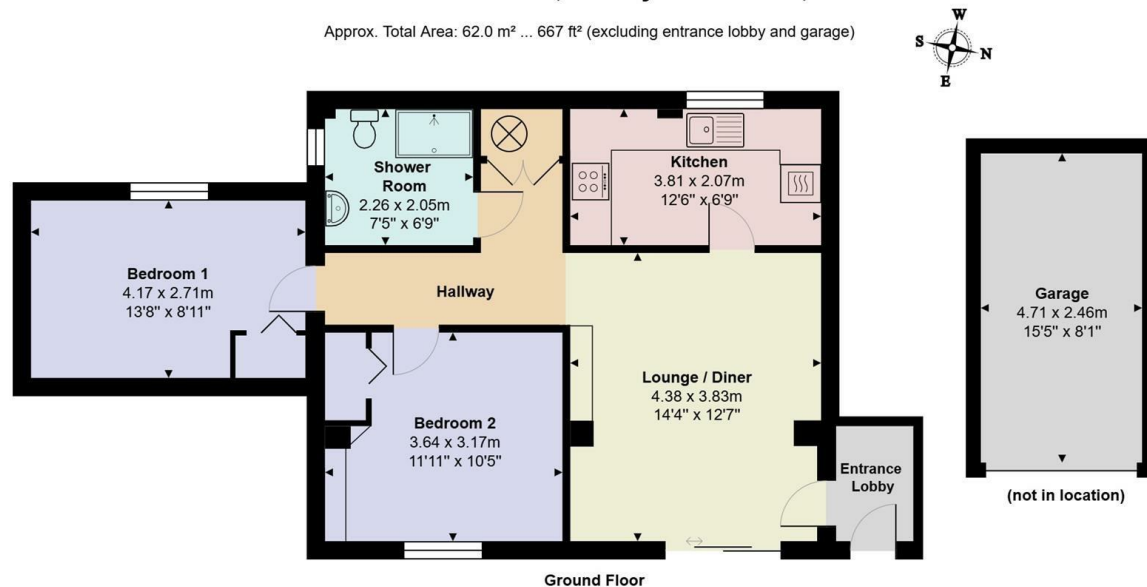 Approx. Total Area: 62.0 m² ... 667 ft² (excluding entrance lobby and garage)
W
S
N
E
Shower
Room
2.26 x 2.05m
7'5" x 6'9"
Kitchen
3.81 x 2.07m
12'6" x 6'9"
Bedroom 1
4.17 x 2.71m
13'8" x 8'11"
Hallway
Garage
4.71 x 2.46m
15'5" x 8'1"
Lounge / Diner
4.38 x 3.83m
14'4" x 12'7"
Bedroom 2
3.64 x 3.17m
11'11" x 10'5"
Entrance
Lobby
(not in location)
Ground Floor